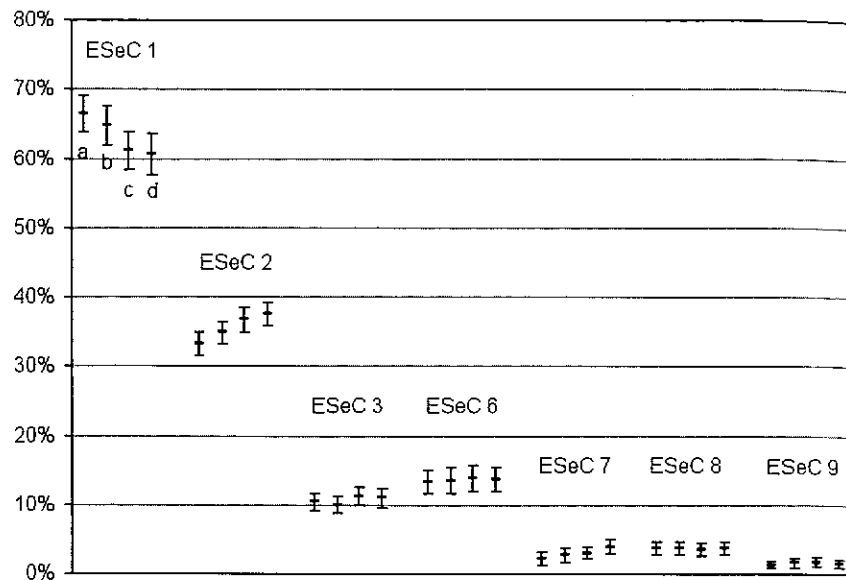 80%
ESeC 1
70%
a
b
60%
c
d
50%
ESeC 2
40%
30%
ESeC 3
ESeC 6
20%
ESeC 7
ESeC 8
ESeC 9
10%
0%